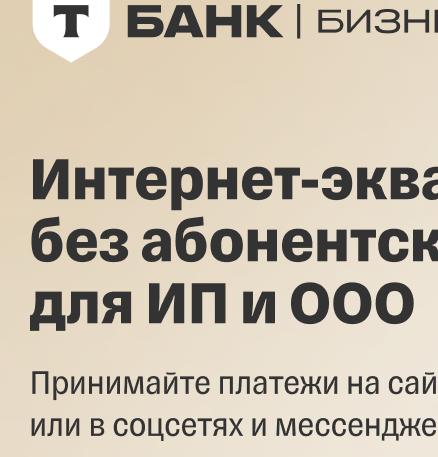 Т БАНК | БИЗН
Интернет-эква
без абонентск
для ИП и ООО
Принимайте платежи на сай
или в соцсетях и мессендже